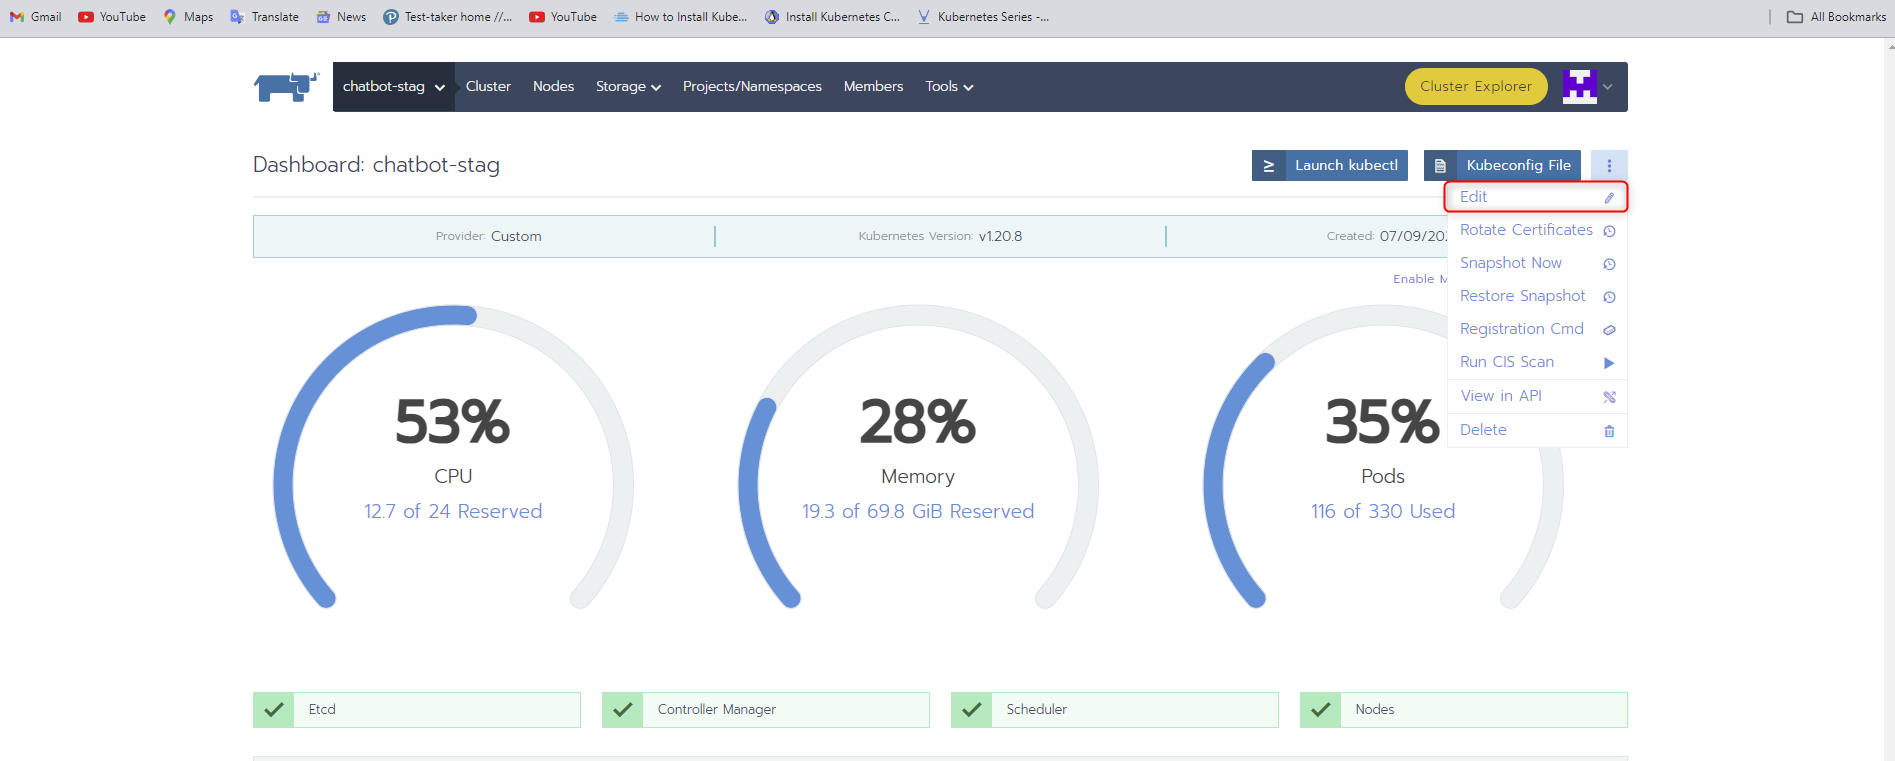 Gmail YouTube Maps Translate News Test-taker home //... YouTube How to Install Kube... Install Kubernetes C... Kubernetes Series -... All Bookmarks
chatbot-stag Cluster Nodes Storage Projects/Namespaces Members Tools Cluster Explorer
Dashboard: chatbot-stag Launch kubectl Kubeconfig File
Edit
Rotate Certificates
Snapshot Now
Restore Snapshot
Registration Cmd
Run CIS Scan
View in API
Delete
Provider: Custom Kubernetes Version: v1.20.8 Created: 07/09/202
Enable M
53% 28% 35%
CPU Memory Pods
12.7 of 24 Reserved 19.3 of 69.8 GiB Reserved 116 of 330 Used
Etcd Controller Manager Scheduler Nodes